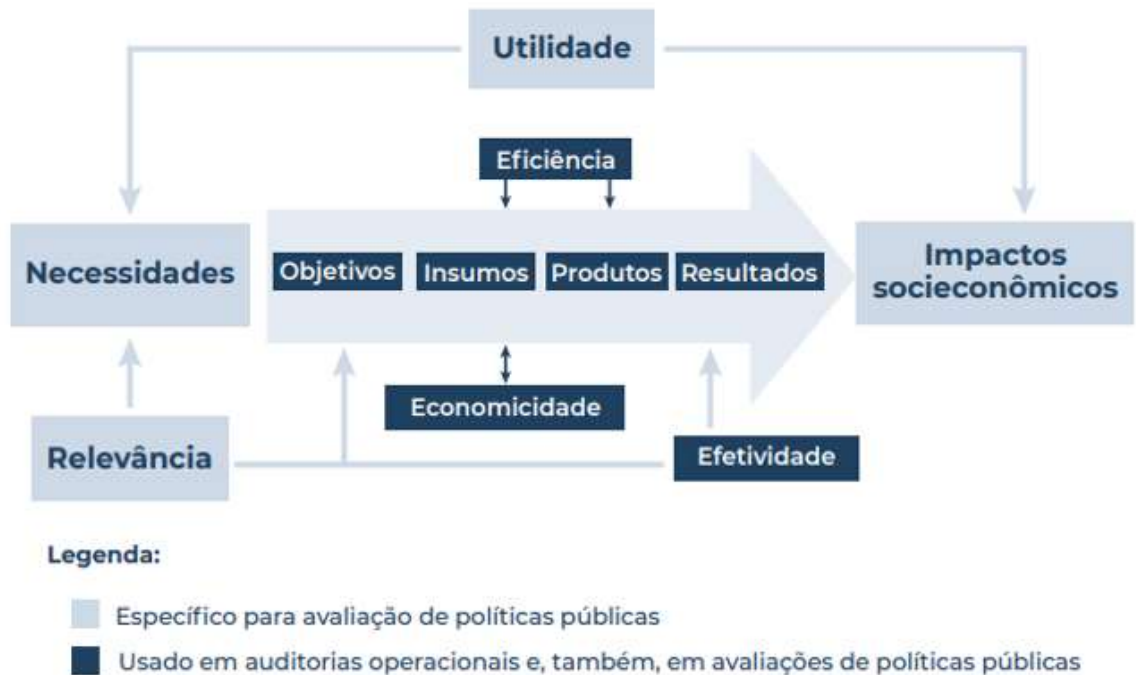 Utilidade
Eficiência
Necessidades
Objetivos
Insumos
Produtos
Resultados
Impactos
socieconômicos
Economicidade
Relevância
Efetividade
Legenda:
Específico para avaliação de políticas públicas
Usado em auditorias operacionais e, também, em avaliações de políticas públicas